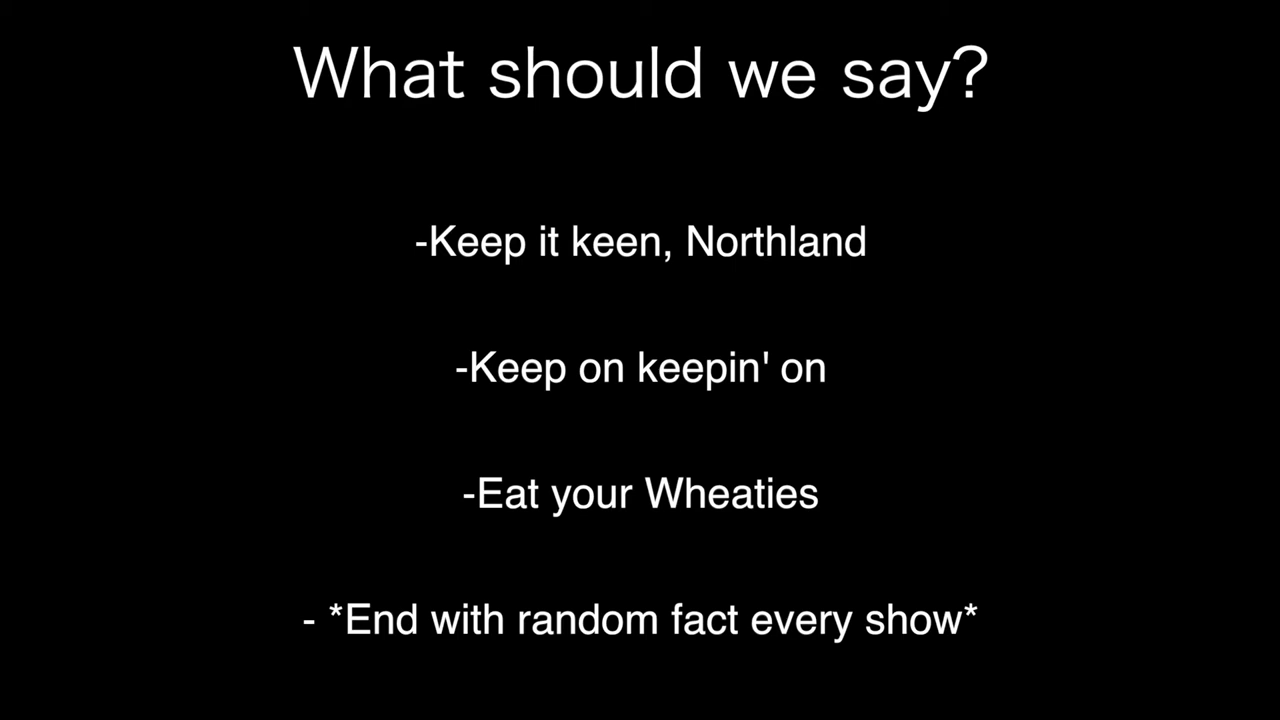 What should we say?
-Keep it keen, Northland
-Keep on keepin' on
-Eat your Wheaties
- *End with random fact every show*